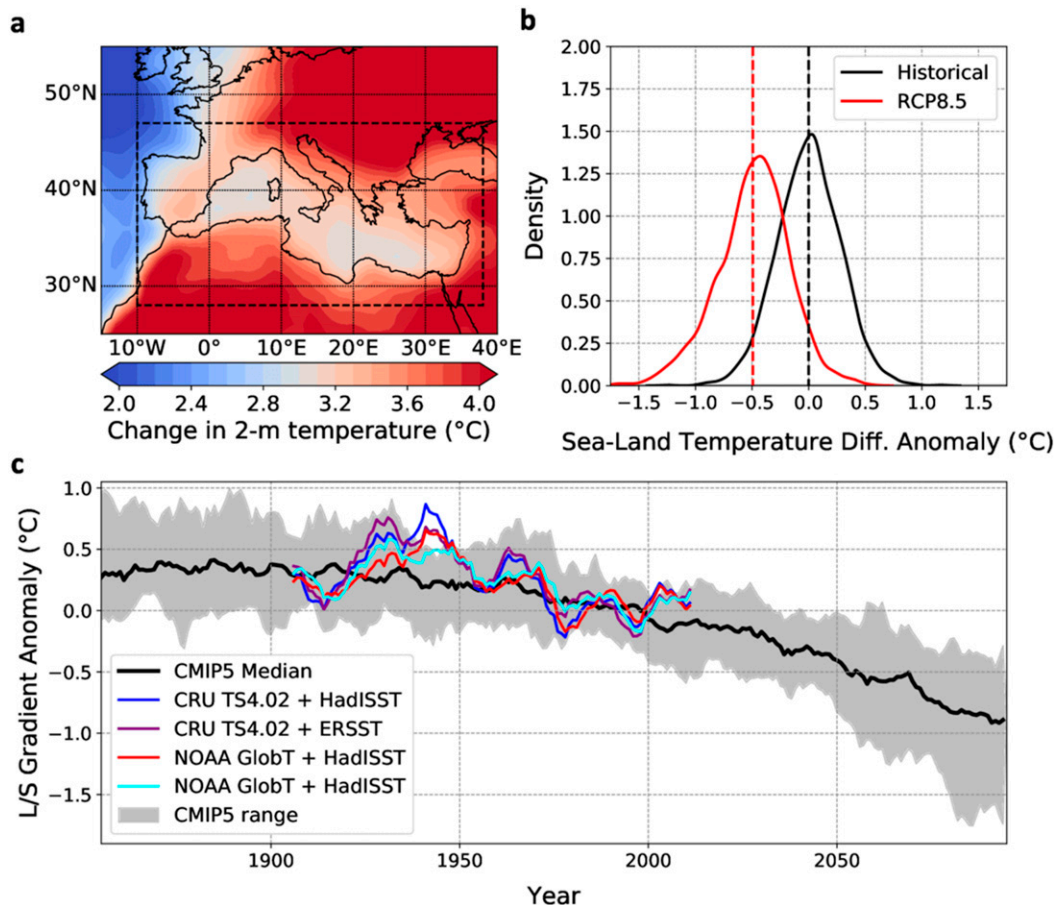 a
50°N
40°N
30°N
10°W 0° 10°E 20°E 30°E 40°E
2.0 2.4 2.8 3.2 3.6 4.0
Change in 2-m temperature (°C)
b
2.00
1.75
1.50
1.25
1.00
0.75
0.50
0.25
0.00
Density
Historical
RCP8.5
−1.5 −1.0 −0.5 0.0 0.5 1.0 1.5
Sea-Land Temperature Diff. Anomaly (°C)
c
1.0
0.5
0.0
−0.5
−1.0
−1.5
L/S Gradient Anomaly (°C)
CMIP5 Median
CRU TS4.02 + HadISST
CRU TS4.02 + ERSST
NOAA GlobT + HadISST
NOAA GlobT + HadISST
CMIP5 range
1900 1950 2000 2050
Year